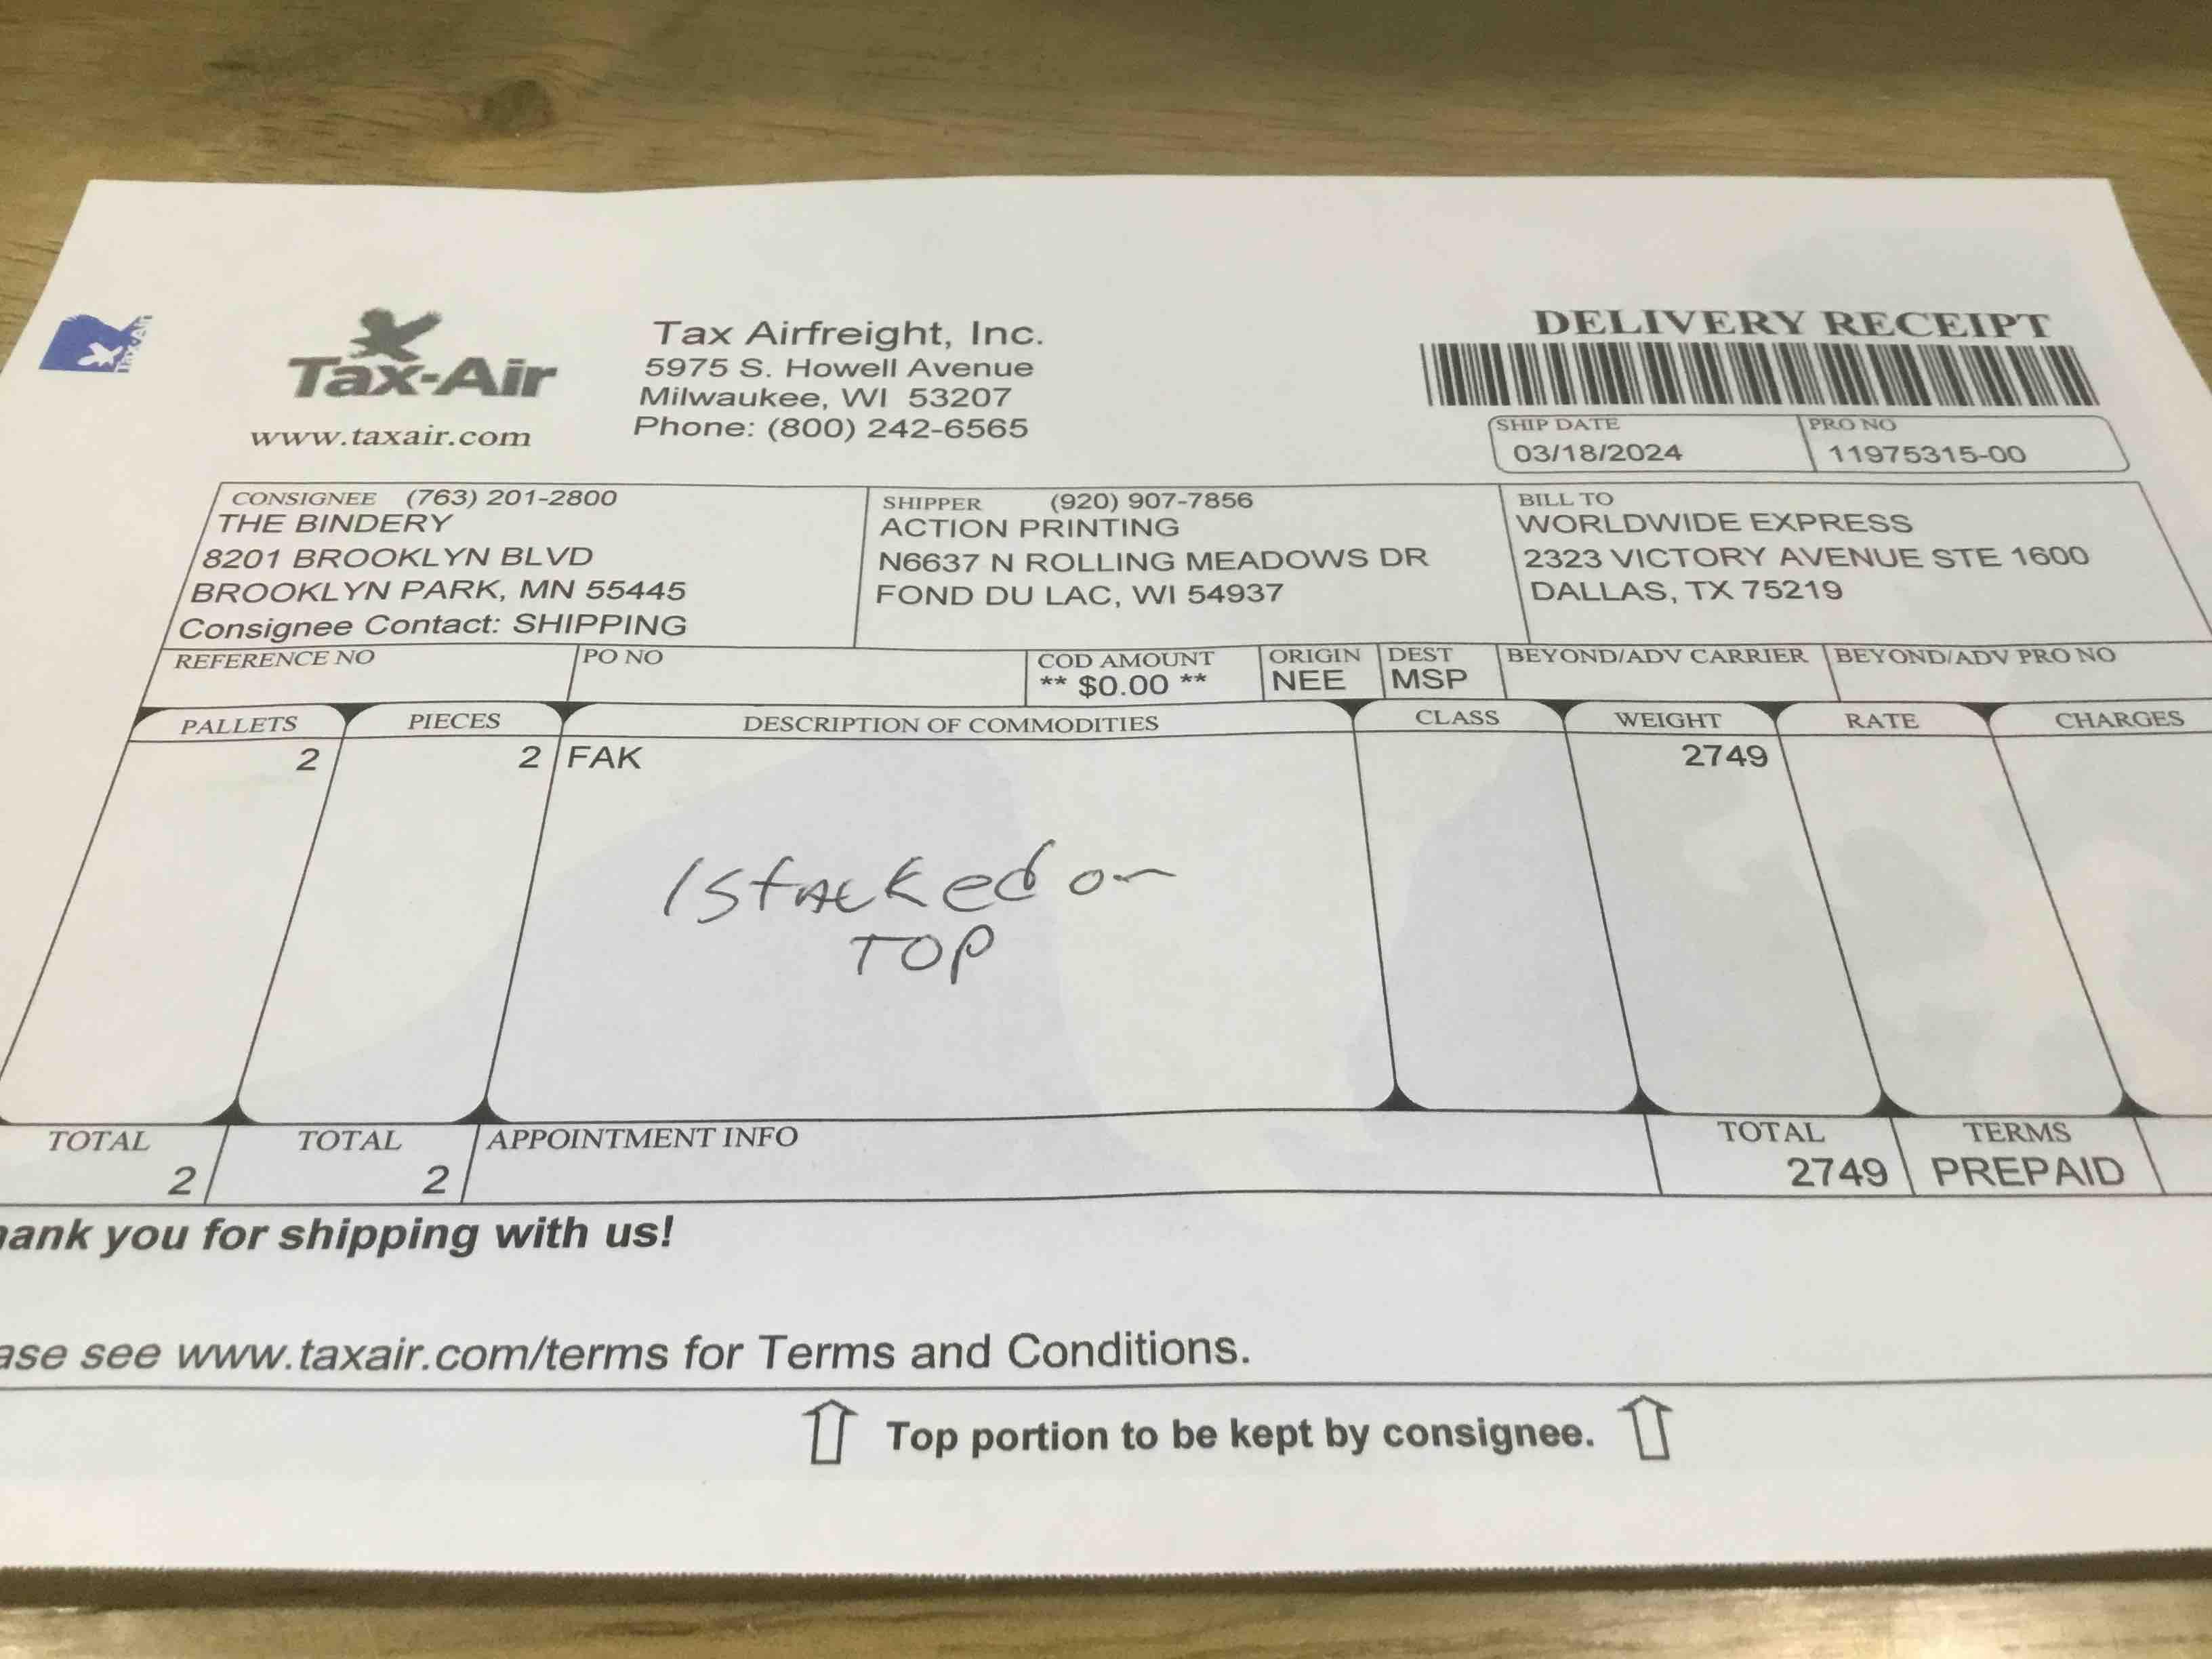 Tax-Air
www.taxair.com
Tax-Air
Tax Airfreight, Inc.
5975 S. Howell Avenue
Milwaukee, WI 53207
Phone: (800) 242-6565
DELIVERY RECEIPT
SHIP DATE
03/18/2024
PRO NO
11975315-00
CONSIGNEE (763) 201-2800
THE BINDERY
8201 BROOKLYN BLVD
BROOKLYN PARK, MN 55445
Consignee Contact: SHIPPING
SHIPPER (920) 907-7856
ACTION PRINTING
N6637 N ROLLING MEADOWS DR
FOND DU LAC, WI 54937
BILL TO
WORLDWIDE EXPRESS
2323 VICTORY AVENUE STE 1600
DALLAS, TX 75219
REFERENCE NO
PO NO
COD AMOUNT
** $0.00 **
ORIGIN
NEE
DEST
MSP
BEYOND/ADV CARRIER
BEYOND/ADV PRO NO
PALLETS PIECES DESCRIPTION OF COMMODITIES CLASS WEIGHT RATE CHARGES
2 2 FAK 2749
1 stacked on
TOP
TOTAL
2
TOTAL
2
APPOINTMENT INFO
TOTAL
2749
TERMS
PREPAID
ank you for shipping with us!
ase see www.taxair.com/terms for Terms and Conditions.
Top portion to be kept by consignee.